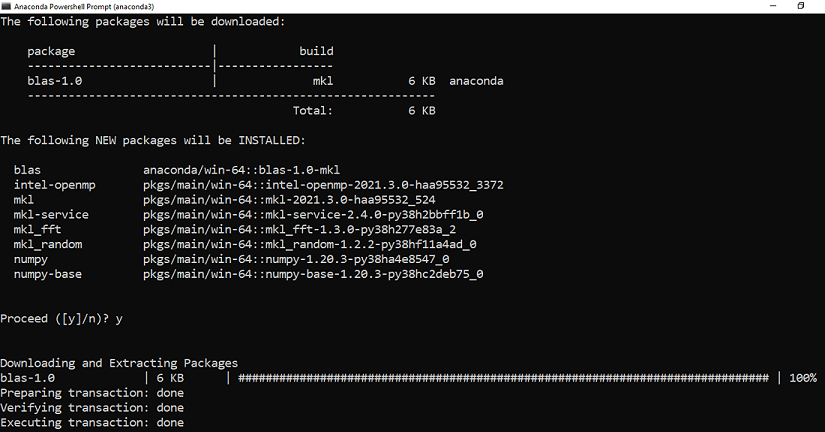 Anaconda Powershell Prompt (anaconda3)
The following packages will be downloaded:
package | build
---------------------------|-----------------
blas-1.0 | mkl 6 KB anaconda
------------------------------------------------------------
Total: 6 KB
The following NEW packages will be INSTALLED:
blas anaconda/win-64::blas-1.0-mkl
intel-openmp pkgs/main/win-64::intel-openmp-2021.3.0-haa95532_3372
mkl pkgs/main/win-64::mkl-2021.3.0-haa95532_524
mkl-service pkgs/main/win-64::mkl-service-2.4.0-py38h2bbff1b_0
mkl_fft pkgs/main/win-64::mkl_fft-1.3.0-py38h277e83a_2
mkl_random pkgs/main/win-64::mkl_random-1.2.2-py38hf11a4ad_0
numpy pkgs/main/win-64::numpy-1.20.3-py38ha4e8547_0
numpy-base pkgs/main/win-64::numpy-base-1.20.3-py38hc2deb75_0
Proceed ([y]/n)? y
Downloading and Extracting Packages
blas-1.0 | 6 KB | ############################################################################## | 100%
Preparing transaction: done
Verifying transaction: done
Executing transaction: done